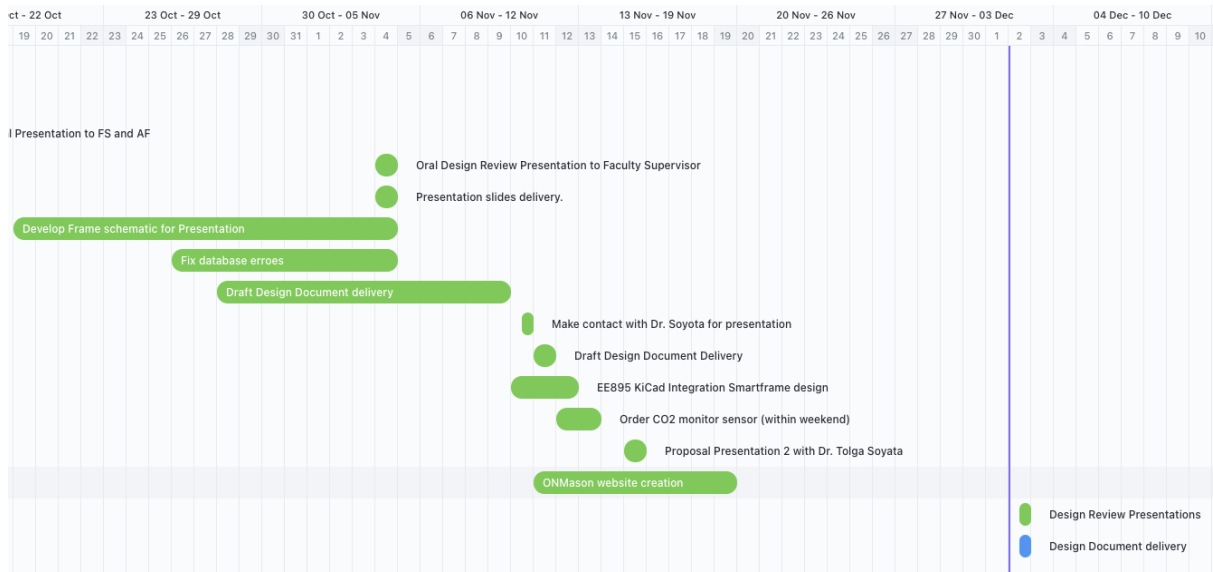 ct - 22 Oct 23 Oct - 29 Oct 30 Oct - 05 Nov 06 Nov - 12 Nov 13 Nov - 19 Nov 20 Nov - 26 Nov 27 Nov - 03 Dec 04 Dec - 10 Dec
19 20 21 22 23 24 25 26 27 28 29 30 31 1 2 3 4 5 6 7 8 9 10 11 12 13 14 15 16 17 18 19 20 21 22 23 24 25 26 27 28 29 30 1 2 3 4 5 6 7 8 9 10
l Presentation to FS and AF
Oral Design Review Presentation to Faculty Supervisor
Presentation slides delivery.
Develop Frame schematic for Presentation
Fix database erroes
Draft Design Document delivery
Make contact with Dr. Soyota for presentation
Draft Design Document Delivery
EE895 KiCad Integration Smartframe design
Order CO2 monitor sensor (within weekend)
Proposal Presentation 2 with Dr. Tolga Soyata
ONMason website creation
Design Review Presentations
Design Document delivery